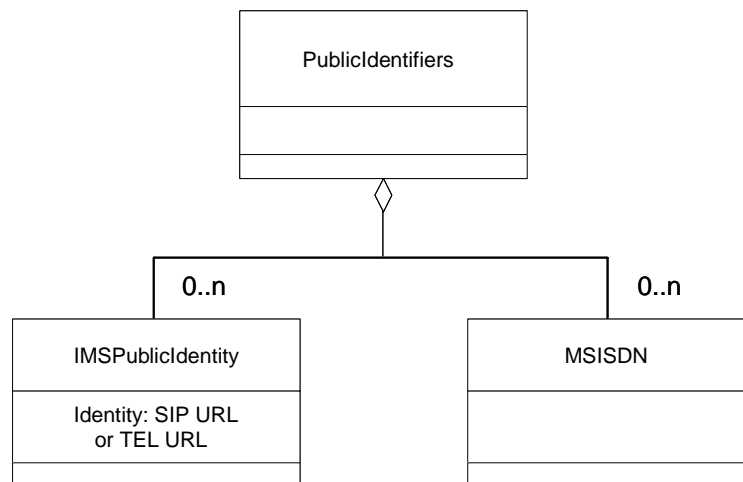 PublicIdentifiers
0..n
0..n
IMSPublicIdentity
MSISDN
Identity: SIP URL
or TEL URL